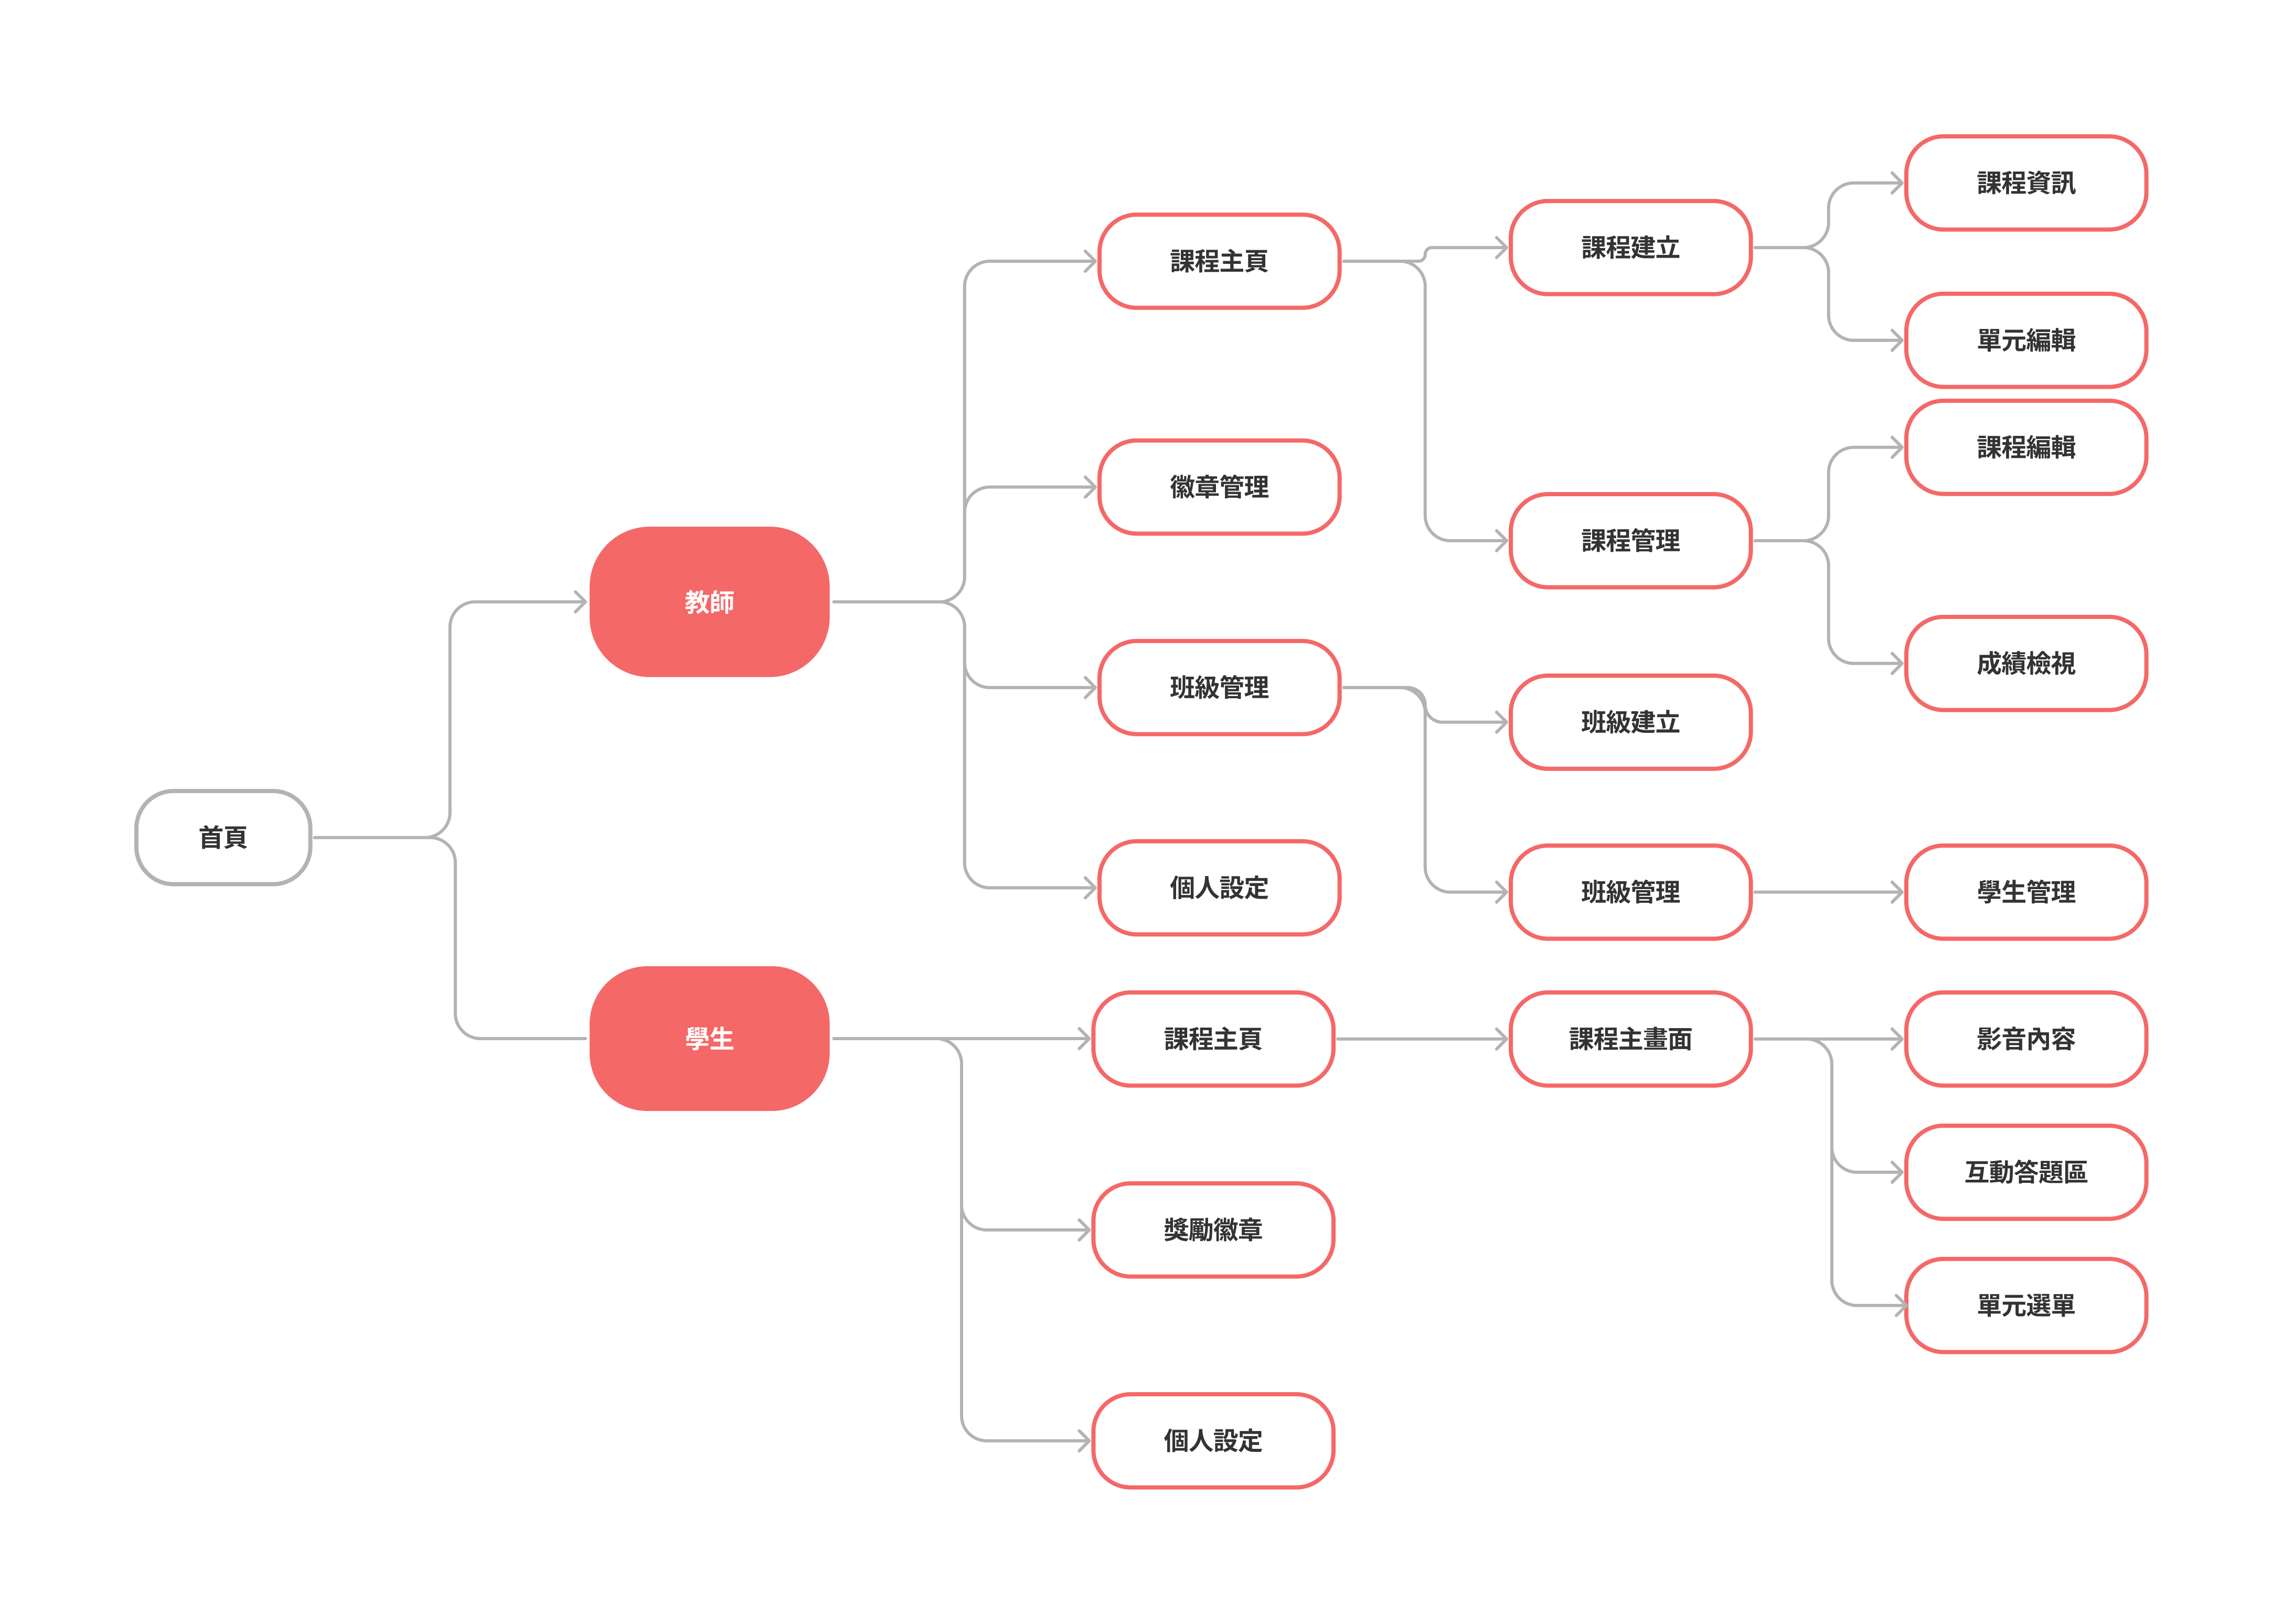 首頁
教師
課程主頁
課程建立
課程資訊
單元編輯
課程管理
課程編輯
成績檢視
徽章管理
班級管理
班級建立
班級管理
學生管理
個人設定
學生
課程主頁
課程主畫面
影音內容
互動答題區
單元選單
獎勵徽章
個人設定